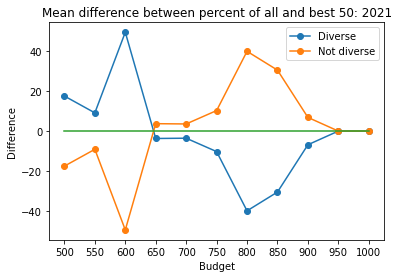 Mean difference between percent of all and best 50: 2021
Diverse
Not diverse
Difference
40
20
0
−20
−40
500 550 600 650 700 750 800 850 900 950 1000
Budget